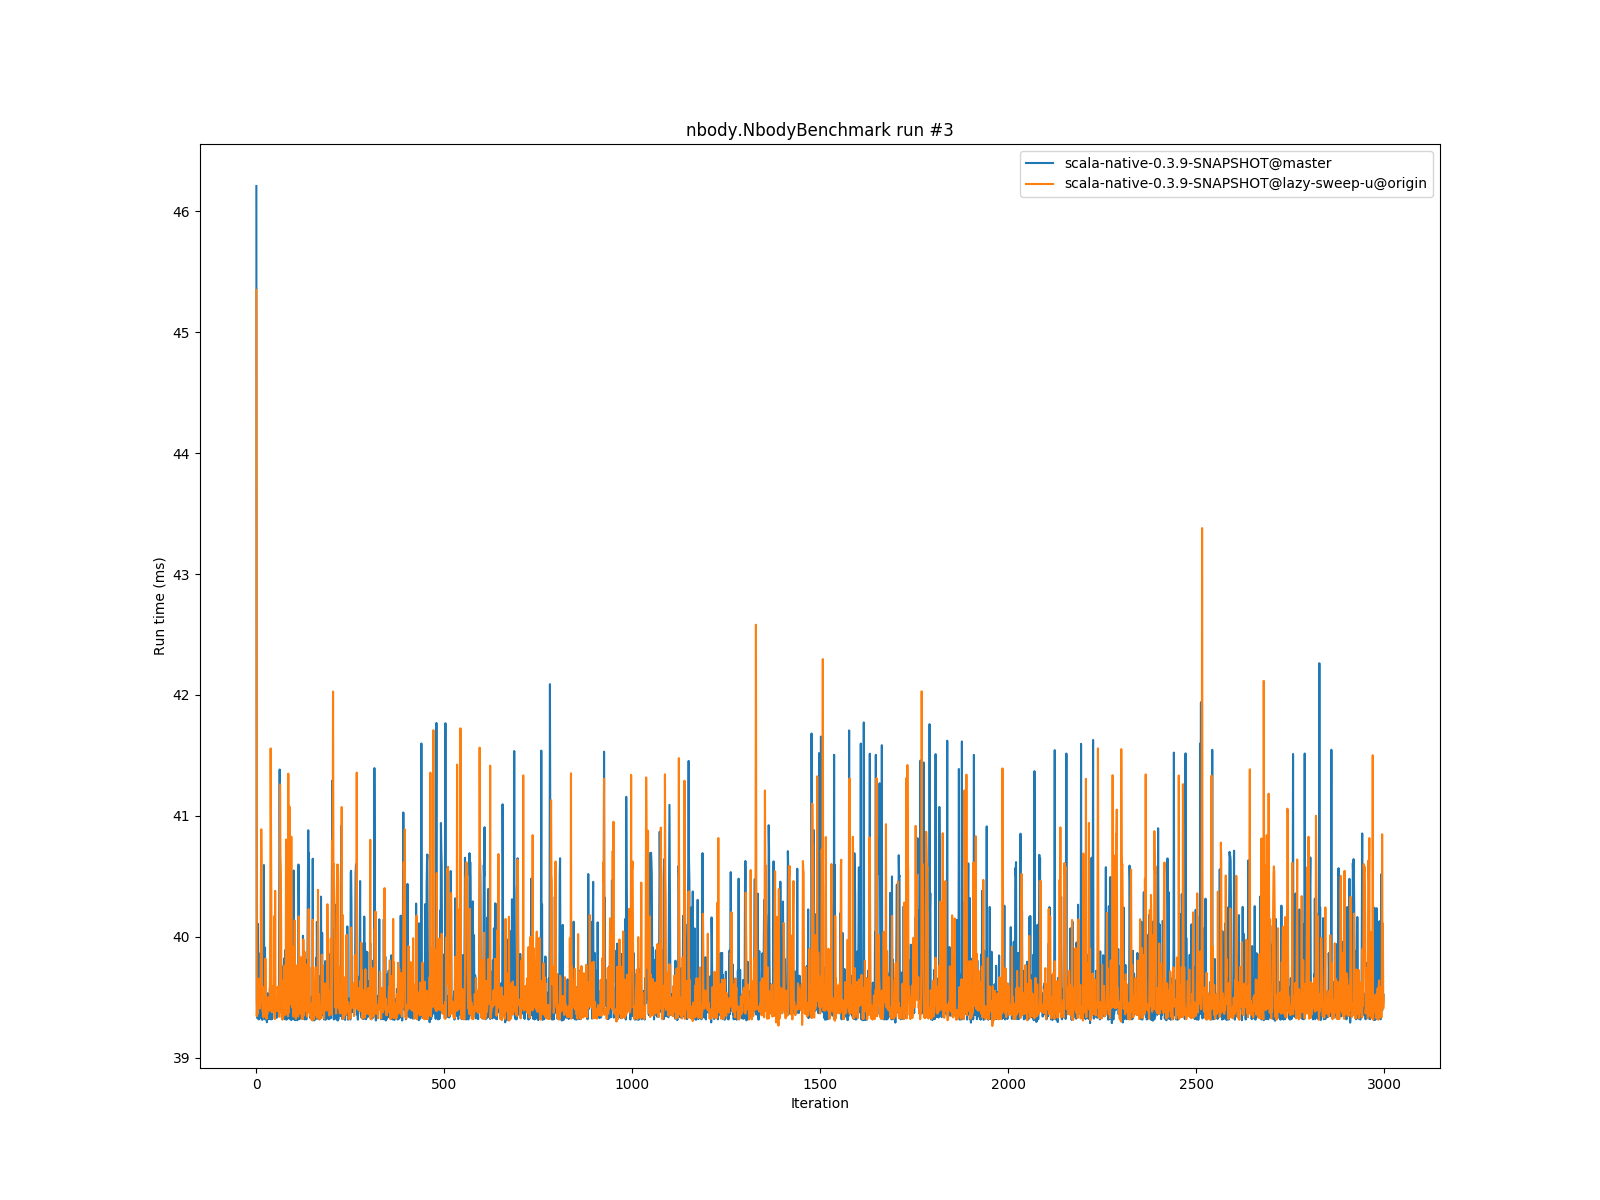 nbody.NbodyBenchmark run #3
scala-native-0.3.9-SNAPSHOT@master
scala-native-0.3.9-SNAPSHOT@lazy-sweep-u@origin
46
45
44
43
42
41
40
39
Run time (ms)
0 500 1000 1500 2000 2500 3000
Iteration